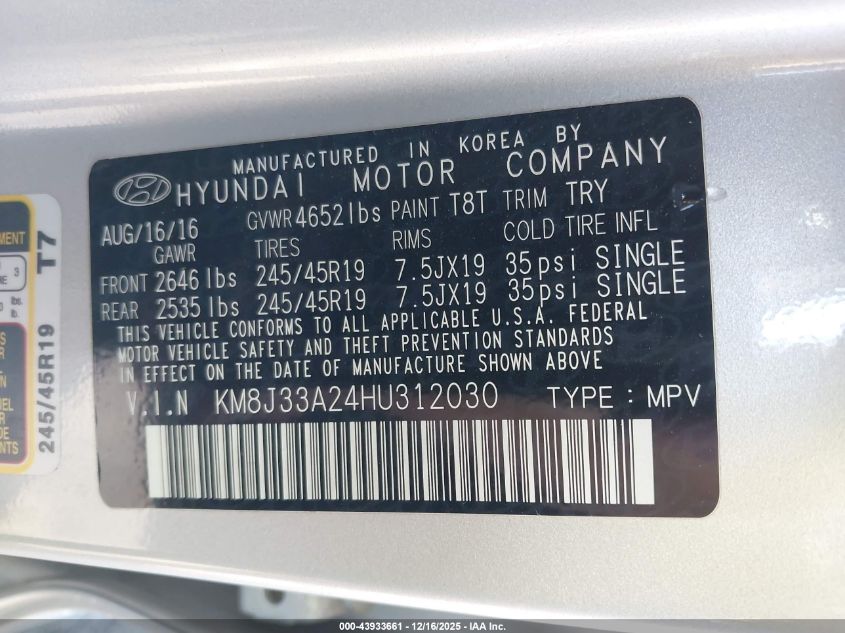 MANUFACTURED IN KOREA BY
HYUNDAI MOTOR COMPANY
AUG/16/16 GVWR 4652lbs PAINT T8T TRIM TRY
GAWR TIRES RIMS COLD TIRE INFL
FRONT 2646 lbs 245/45R19 7.5JX19 35psi SINGLE
REAR 2535 lbs 245/45R19 7.5JX19 35psi SINGLE
THIS VEHICLE CONFORMS TO ALL APPLICABLE U.S.A. FEDERAL
MOTOR VEHICLE SAFETY AND THEFT PREVENTION STANDARDS
IN EFFECT ON THE DATE OF MANUFACTURE SHOWN ABOVE
V.I.N KM8J33A24HU312030 TYPE : MPV
T7
245/45R19
3
lbs.
lb.
000-43933661 - 12/16/2025 - IAA Inc.